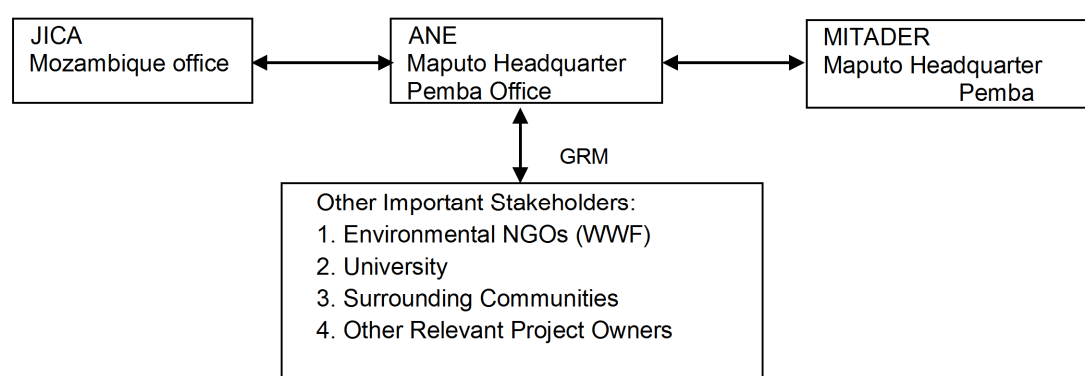 JICA
Mozambique office
ANE
Maputo Headquarter
Pemba Office
MITADER
Maputo Headquarter
Pemba
GRM
Other Important Stakeholders:
1. Environmental NGOs (WWF)
2. University
3. Surrounding Communities
4. Other Relevant Project Owners